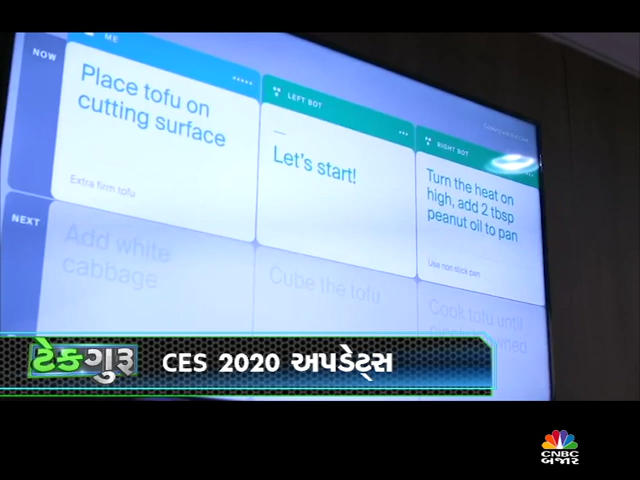 NOW
ME
Place tofu on
cutting surface
Extra firm tofu
LEFT BOT
Let's start!
RIGHT BOT
Turn the heat on
high, add 2 tbsp
peanut oil to pan
Use non stick pan
NEXT
Add white
cabbage
Cube the tofu
Cook tofu until
ટેકગુરૂ
CES 2020 અપડેટ્સ
CNBC
બજાર